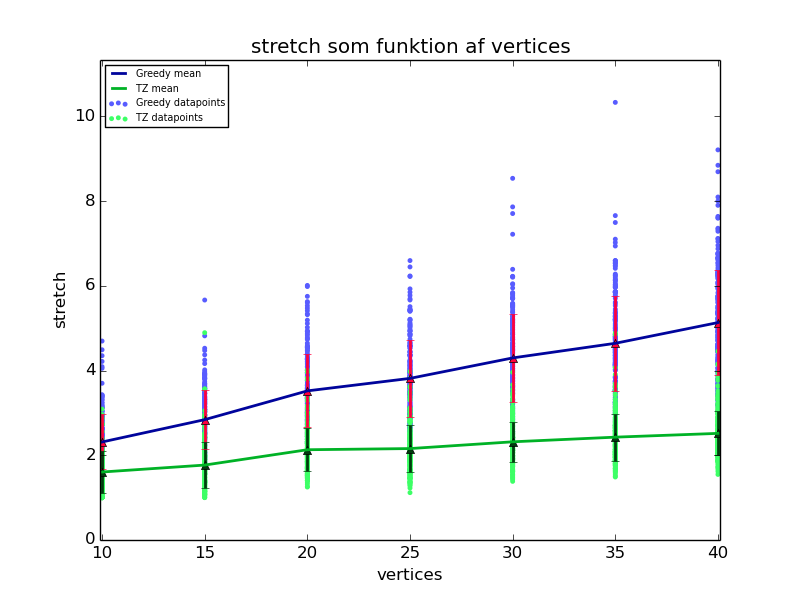 stretch som funktion af vertices
Greedy mean
TZ mean
Greedy datapoints
TZ datapoints
10
8
6
4
2
0
stretch
10 15 20 25 30 35 40
vertices